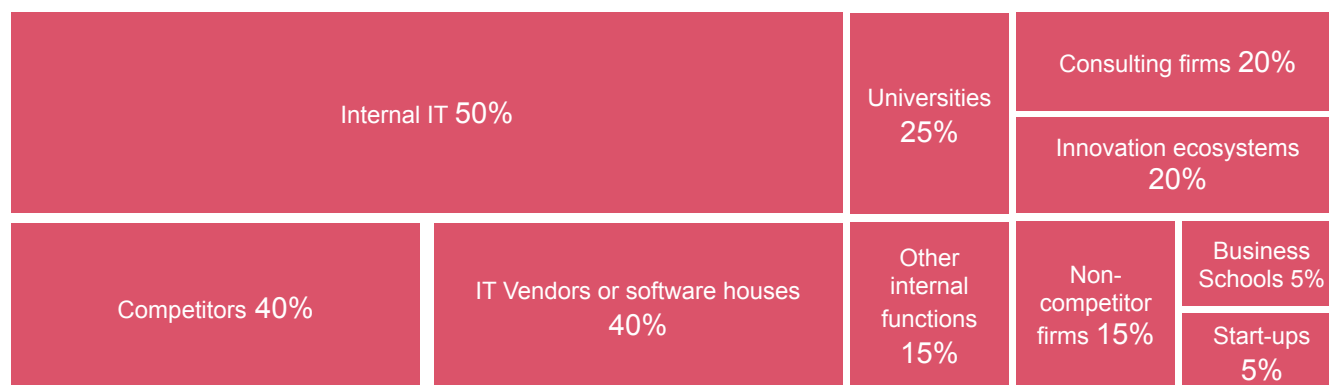 Internal IT 50%
Universities
25%
Consulting firms 20%
Innovation ecosystems
20%
Competitors 40%
IT Vendors or software houses
40%
Other
internal
functions
15%
Non-
competitor
firms 15%
Business
Schools 5%
Start-ups
5%